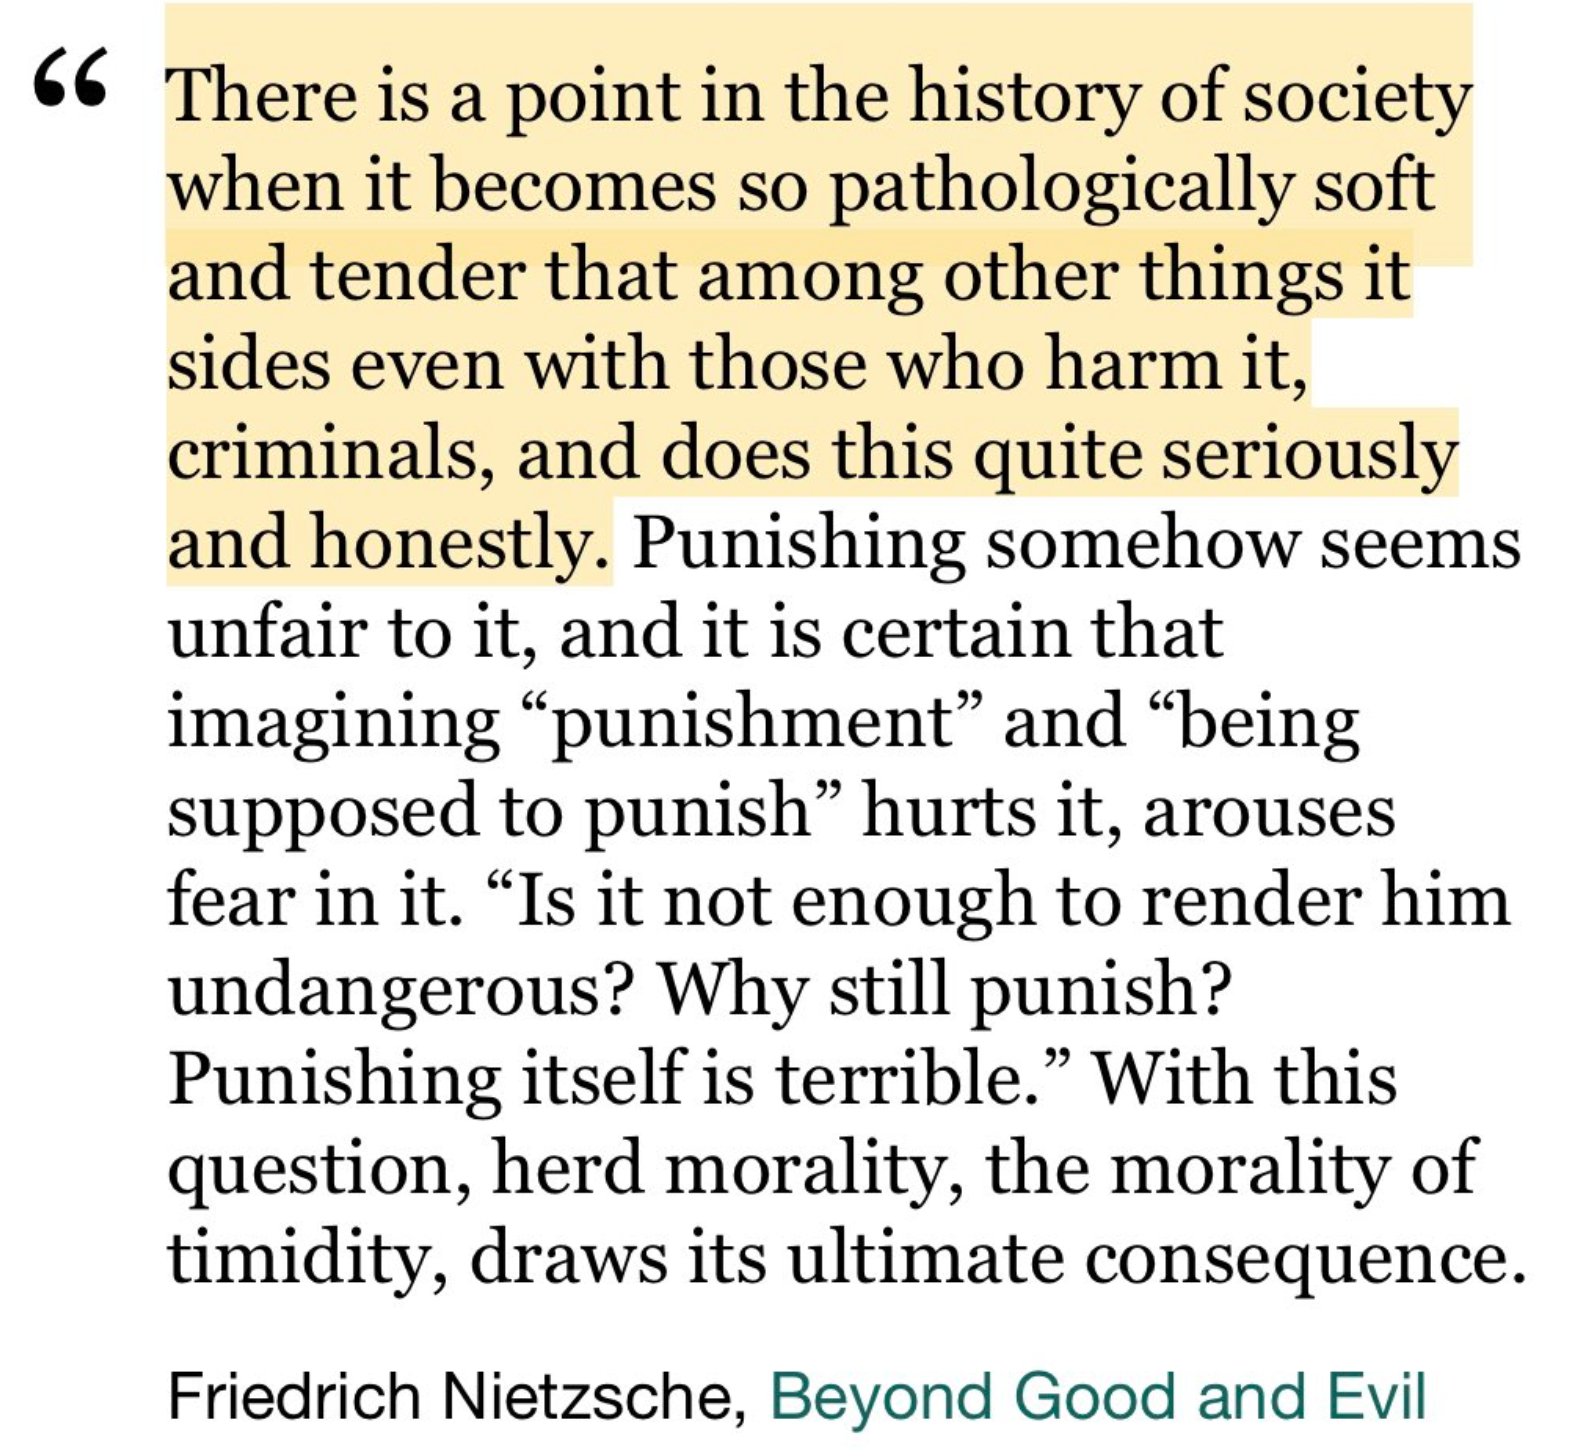 “ There is a point in the history of society
when it becomes so pathologically soft
and tender that among other things it
sides even with those who harm it,
criminals, and does this quite seriously
and honestly. Punishing somehow seems
unfair to it, and it is certain that
imagining “punishment” and “being
supposed to punish” hurts it, arouses
fear in it. “Is it not enough to render him
undangerous? Why still punish?
Punishing itself is terrible.” With this
question, herd morality, the morality of
timidity, draws its ultimate consequence.
Friedrich Nietzsche, Beyond Good and Evil